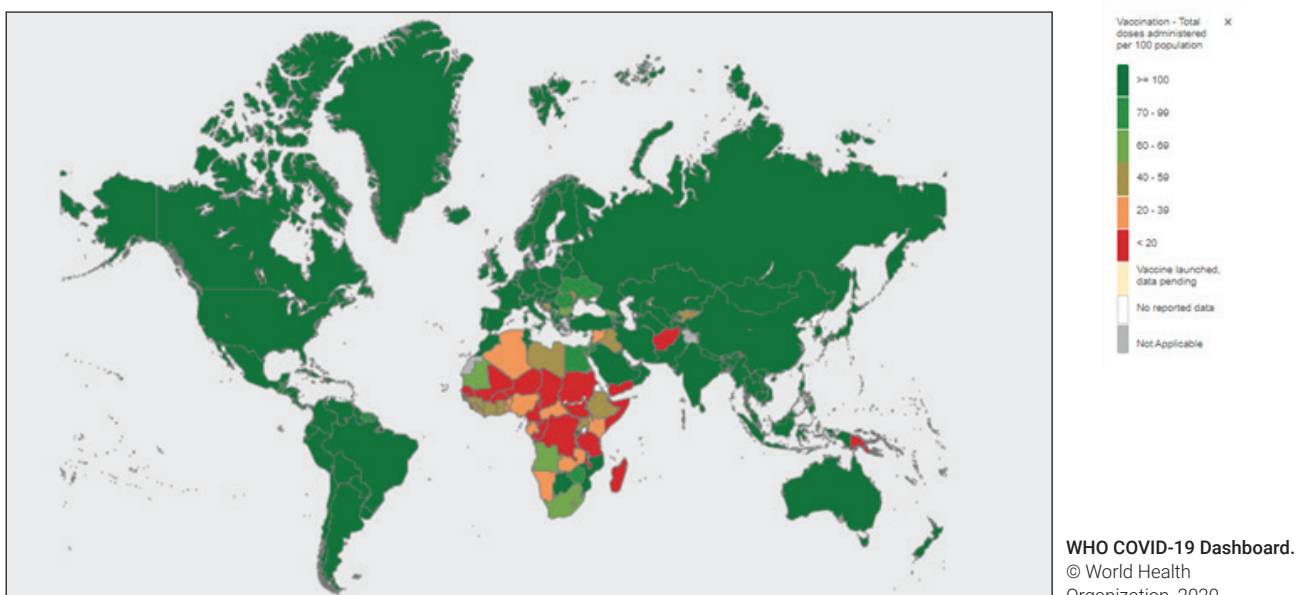 Vaccination - Total
doses administered
per 100 population
×
>= 100
70 - 99
60 - 69
40 - 59
20 - 39
< 20
Vaccine launched,
data pending
No reported data
Not Applicable
WHO COVID-19 Dashboard.
© World Health
Organization, 2020